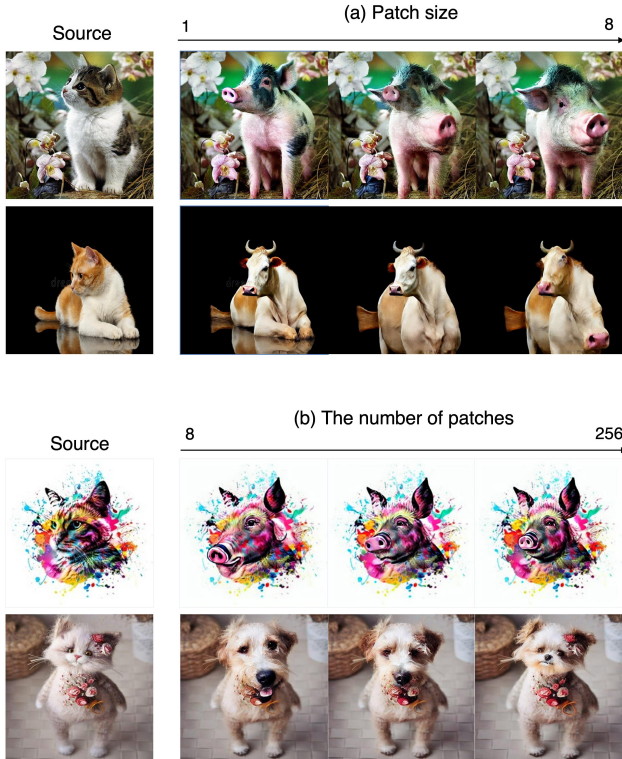 (a) Patch size
Source
1
8
(b) The number of patches
Source
8
256